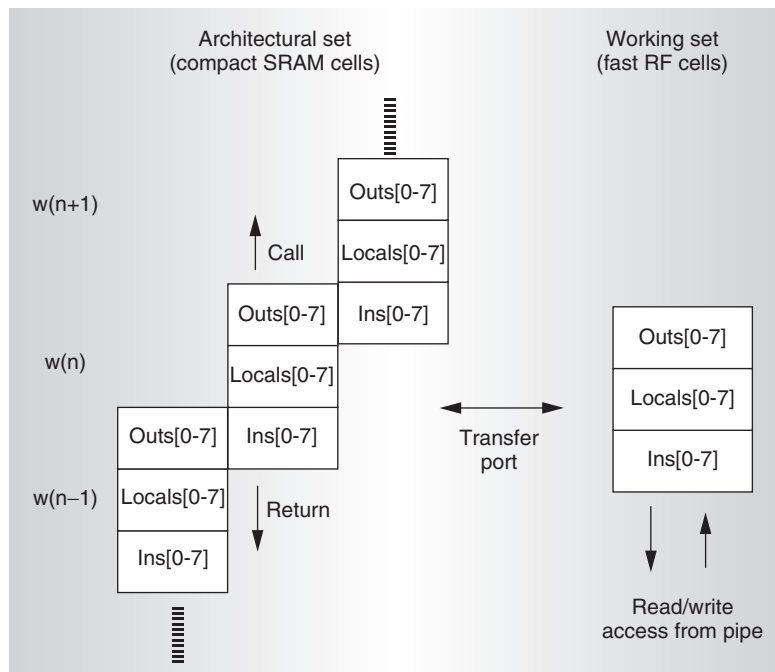 Architectural set
(compact SRAM cells)
Working set
(fast RF cells)
w(n+1)
Outs[0-7]
Locals[0-7]
Ins[0-7]
Call
w(n)
Outs[0-7]
Locals[0-7]
Ins[0-7]
w(n−1)
Outs[0-7]
Locals[0-7]
Ins[0-7]
Return
Transfer
port
Outs[0-7]
Locals[0-7]
Ins[0-7]
Read/write
access from pipe